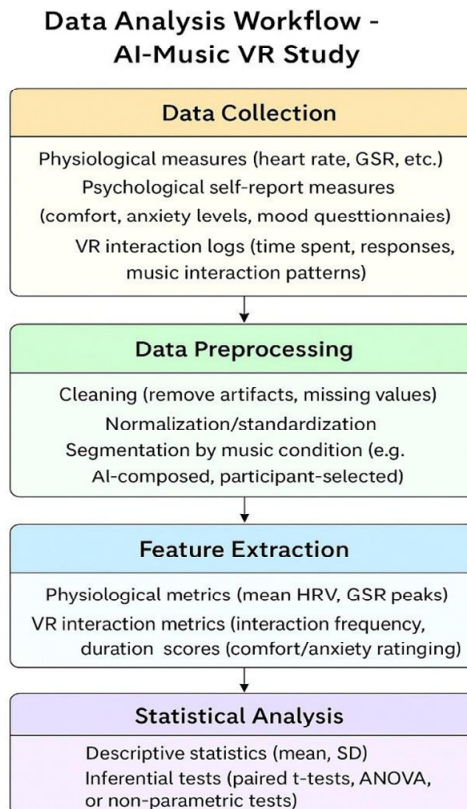 Data Analysis Workflow -
AI-Music VR Study
Data Collection
Physiological measures (heart rate, GSR, etc.)
Psychological self-report measures
(comfort, anxiety levels, mood questtionnaies)
VR interaction logs (time spent, responses,
music interaction patterns)
Data Preprocessing
Cleaning (remove artifacts, missing values)
Normalization/standardization
Segmentation by music condition (e.g.
AI-composed, participant-selected)
Feature Extraction
Physiological metrics (mean HRV, GSR peaks)
VR interaction metrics (interaction frequency,
duration scores (comfort/anxiety ratinging)
Statistical Analysis
Descriptive statistics (mean, SD)
Inferential tests (paired t-tests, ANOVA,
or non-parametric tests)